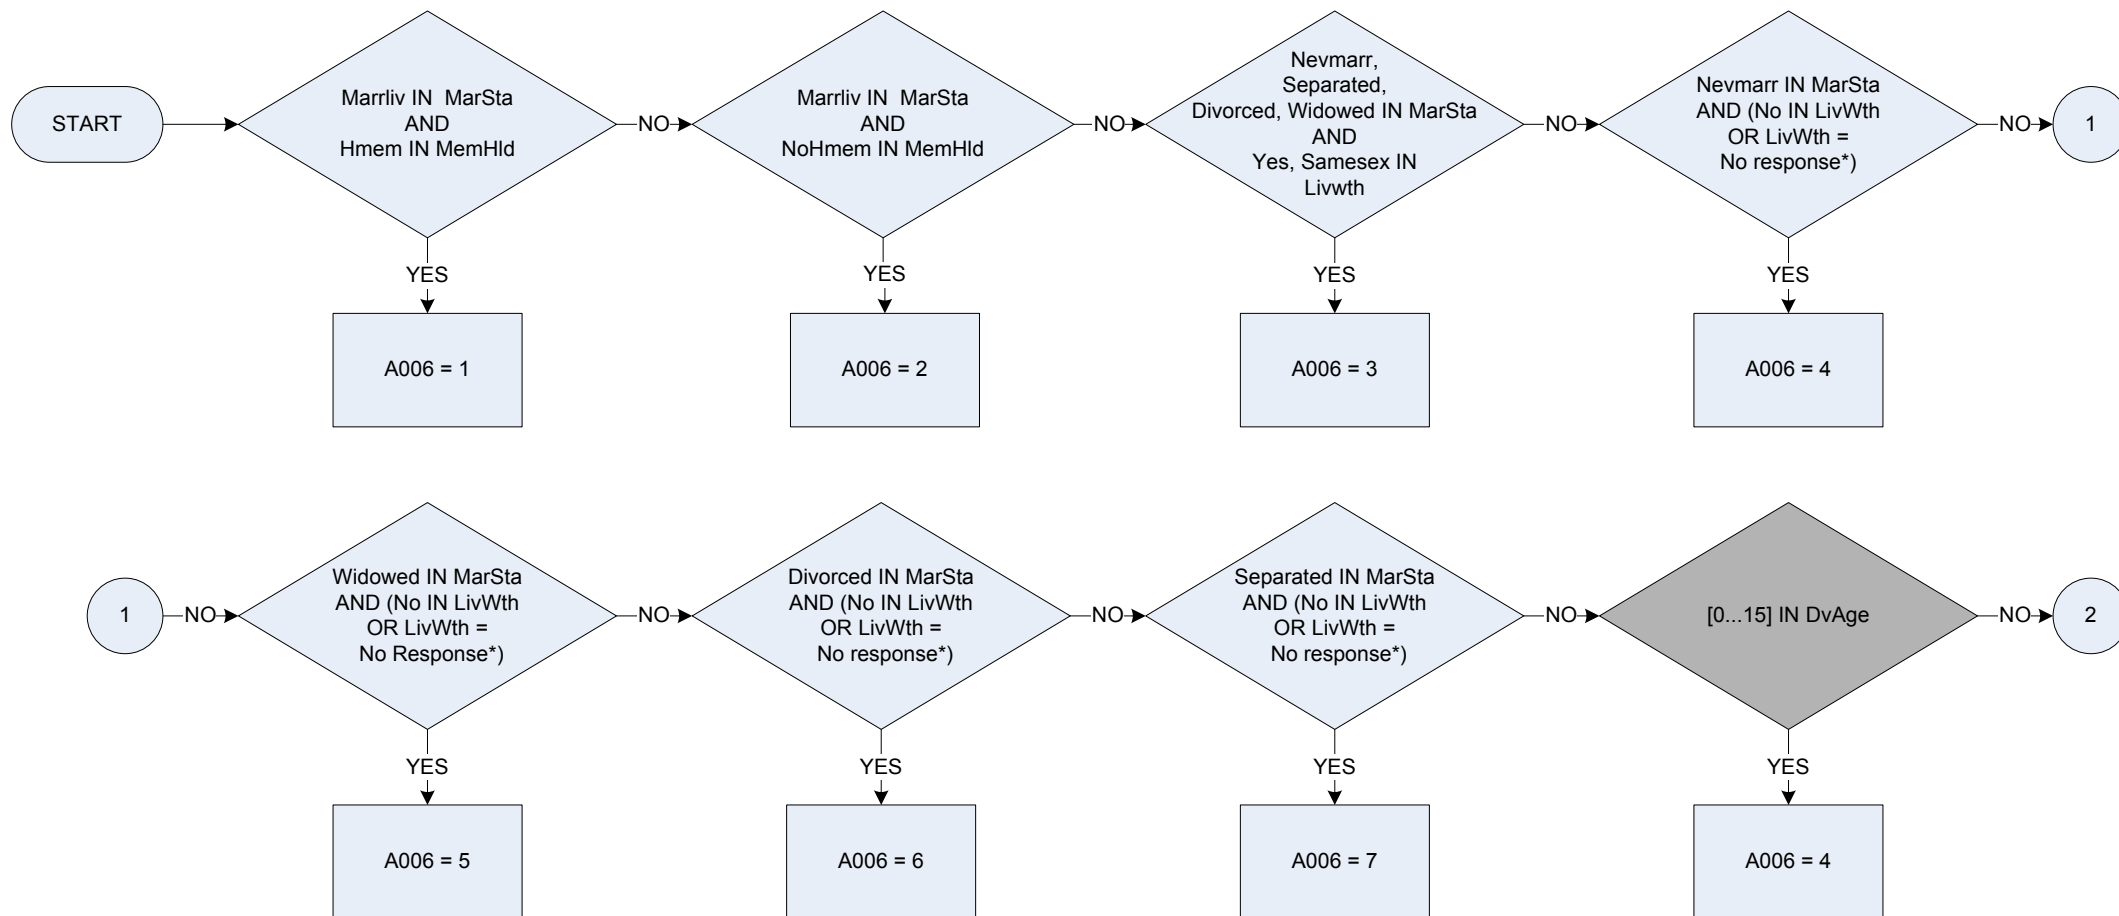 START
Marrliv IN  MarSta
AND
Hmem IN MemHld
NO
Marrliv IN  MarSta
AND
NoHmem IN MemHld
NO
Nevmarr,
Separated,
Divorced, Widowed IN MarSta
AND
Yes, Samesex IN
Livwth
NO
Nevmarr IN MarSta
AND (No IN LivWth
OR LivWth =
No response*)
NO
1
YES
YES
YES
YES
A006 = 1
A006 = 2
A006 = 3
A006 = 4
1
NO
Widowed IN MarSta
AND (No IN LivWth
OR LivWth =
No Response*)
NO
Divorced IN MarSta
AND (No IN LivWth
OR LivWth =
No response*)
NO
Separated IN MarSta
AND (No IN LivWth
OR LivWth =
No response*)
NO
[0...15] IN DvAge
NO
2
YES
YES
YES
YES
A006 = 5
A006 = 6
A006 = 7
A006 = 4